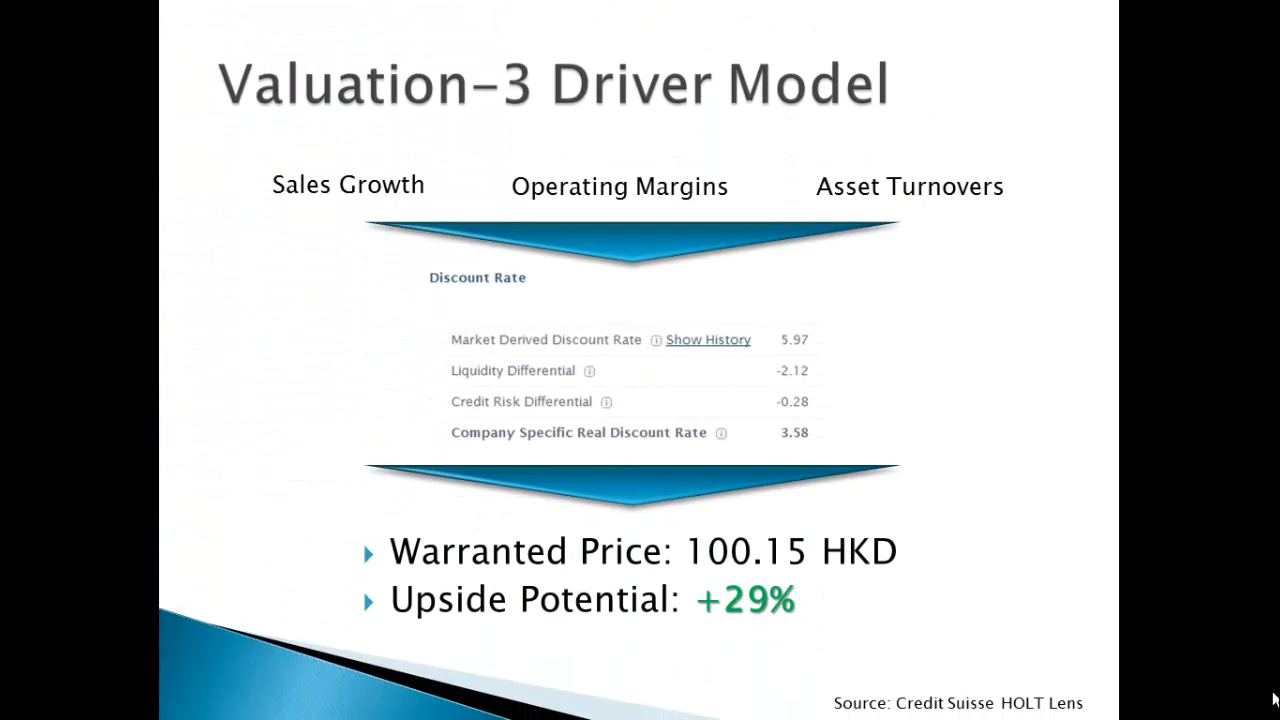 Valuation-3 Driver Model
Sales Growth Operating Margins Asset Turnovers
Discount Rate
Market Derived Discount Rate Show History 5.97
Liquidity Differential -2.12
Credit Risk Differential -0.28
Company Specific Real Discount Rate 3.58
Warranted Price: 100.15 HKD
Upside Potential: +29%
Source: Credit Suisse HOLT Lens